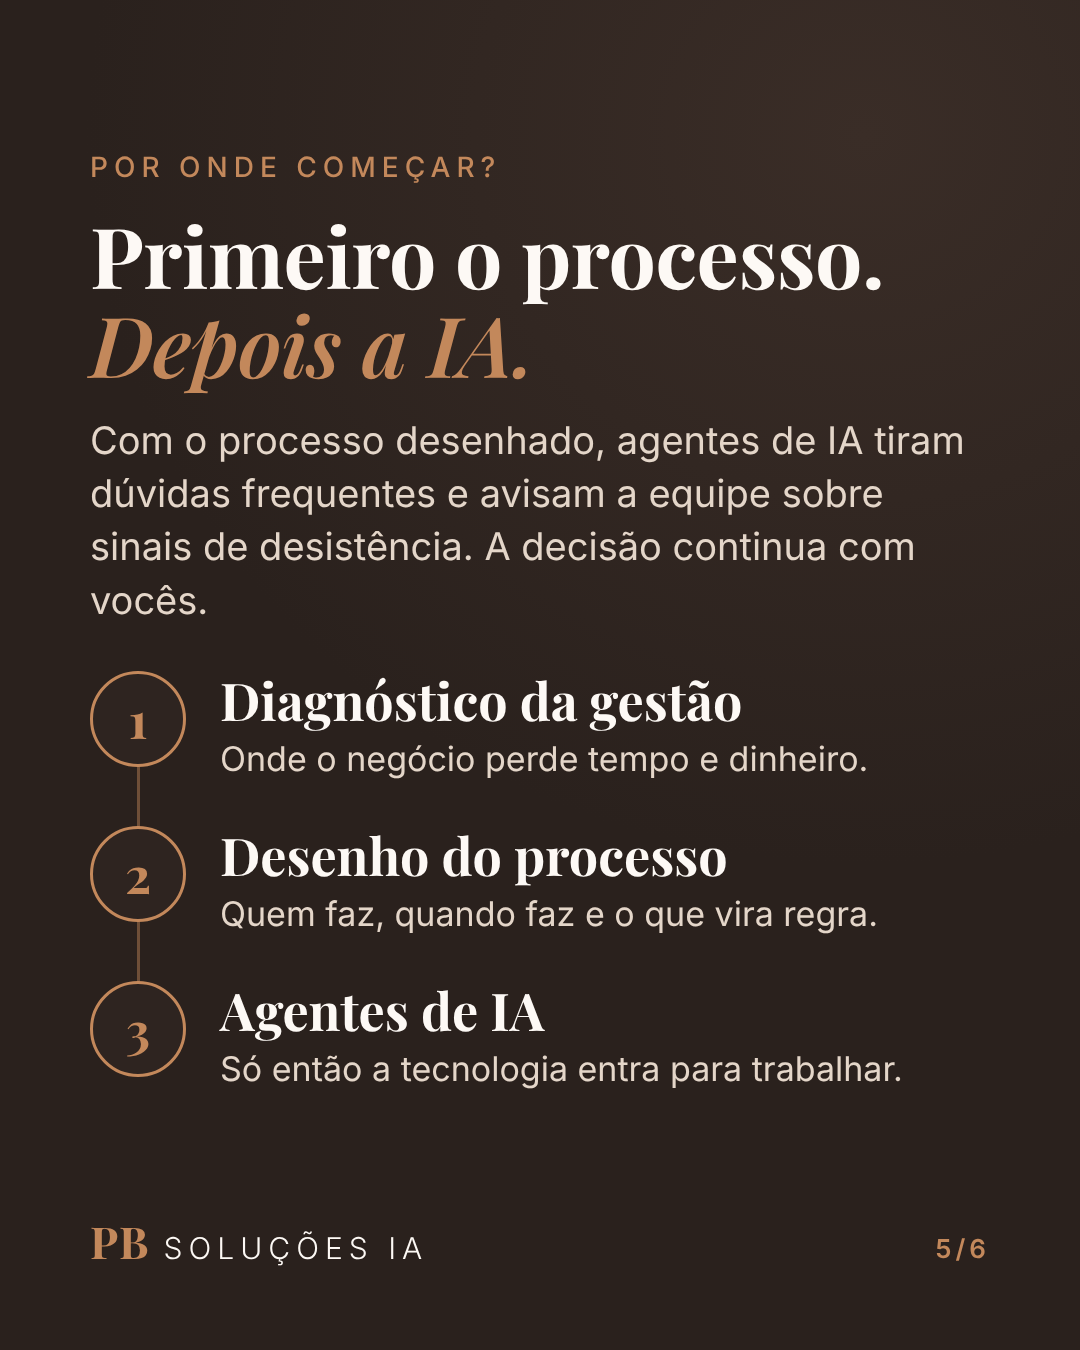 POR ONDE COMEÇAR?
Primeiro o processo.
Depois a IA.
Com o processo desenhado, agentes de IA tiram
dúvidas frequentes e avisam a equipe sobre
sinais de desistência. A decisão continua com
vocês.
1
Diagnóstico da gestão
Onde o negócio perde tempo e dinheiro.
2
Desenho do processo
Quem faz, quando faz e o que vira regra.
3
Agentes de IA
Só então a tecnologia entra para trabalhar.
PB SOLUÇÕES IA
5/6